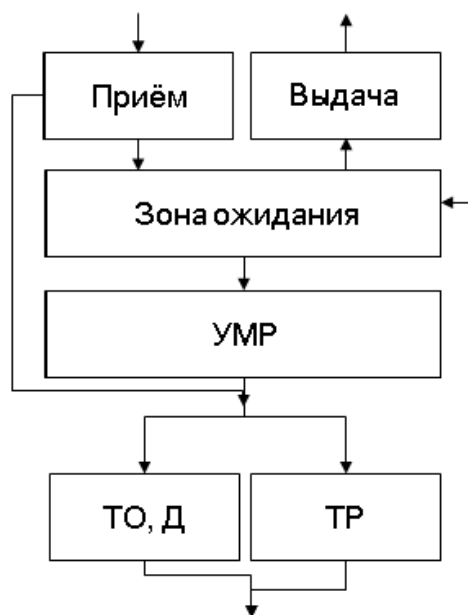 Приём
Выдача
Зона ожидания
УМР
ТО, Д
ТР